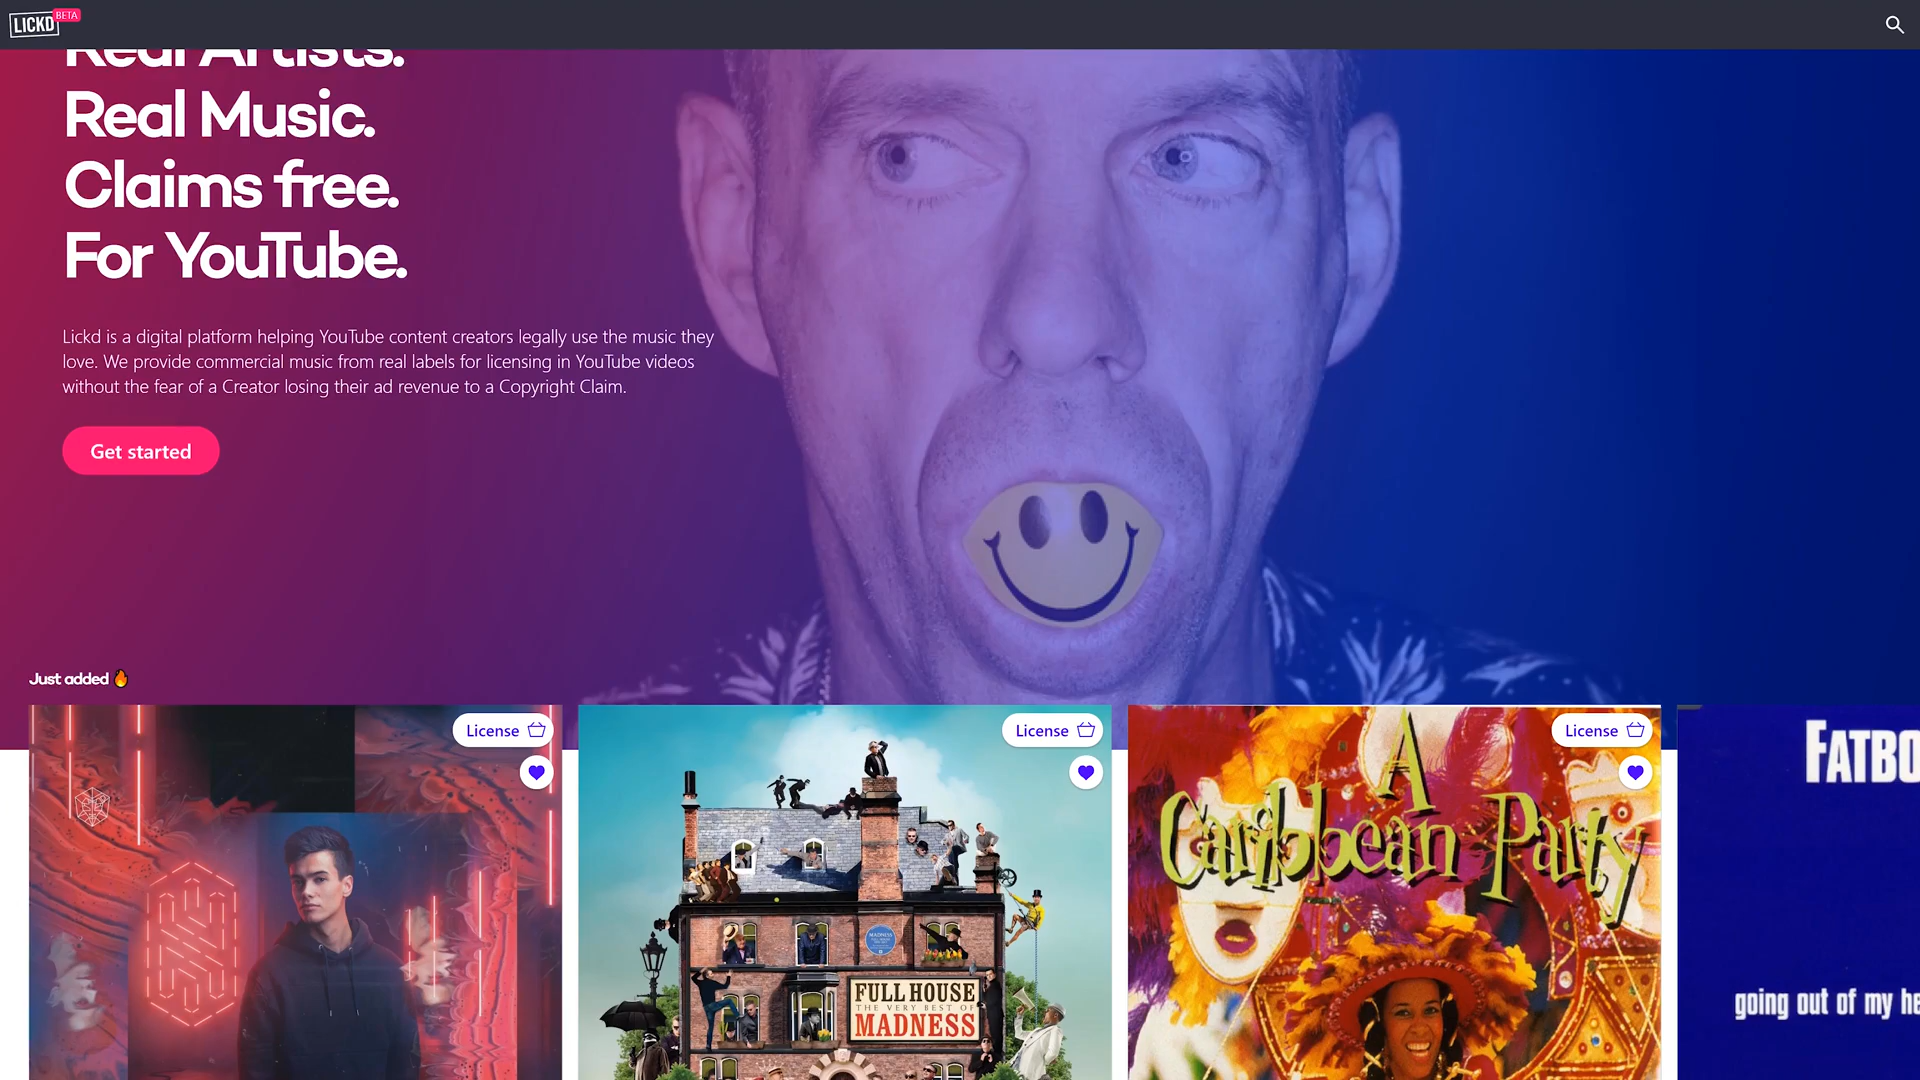 LICKD BETA
Real Artists.
Real Music.
Claims free.
For YouTube.
Lickd is a digital platform helping YouTube content creators legally use the music they
love. We provide commercial music from real labels for licensing in YouTube videos
without the fear of a Creator losing their ad revenue to a Copyright Claim.
Get started
Just added
License
License
License
A
Caribbean Party
FATBO
going out of my he
MADNESS
FULL HOUSE
THE VERY BEST OF
MADNESS